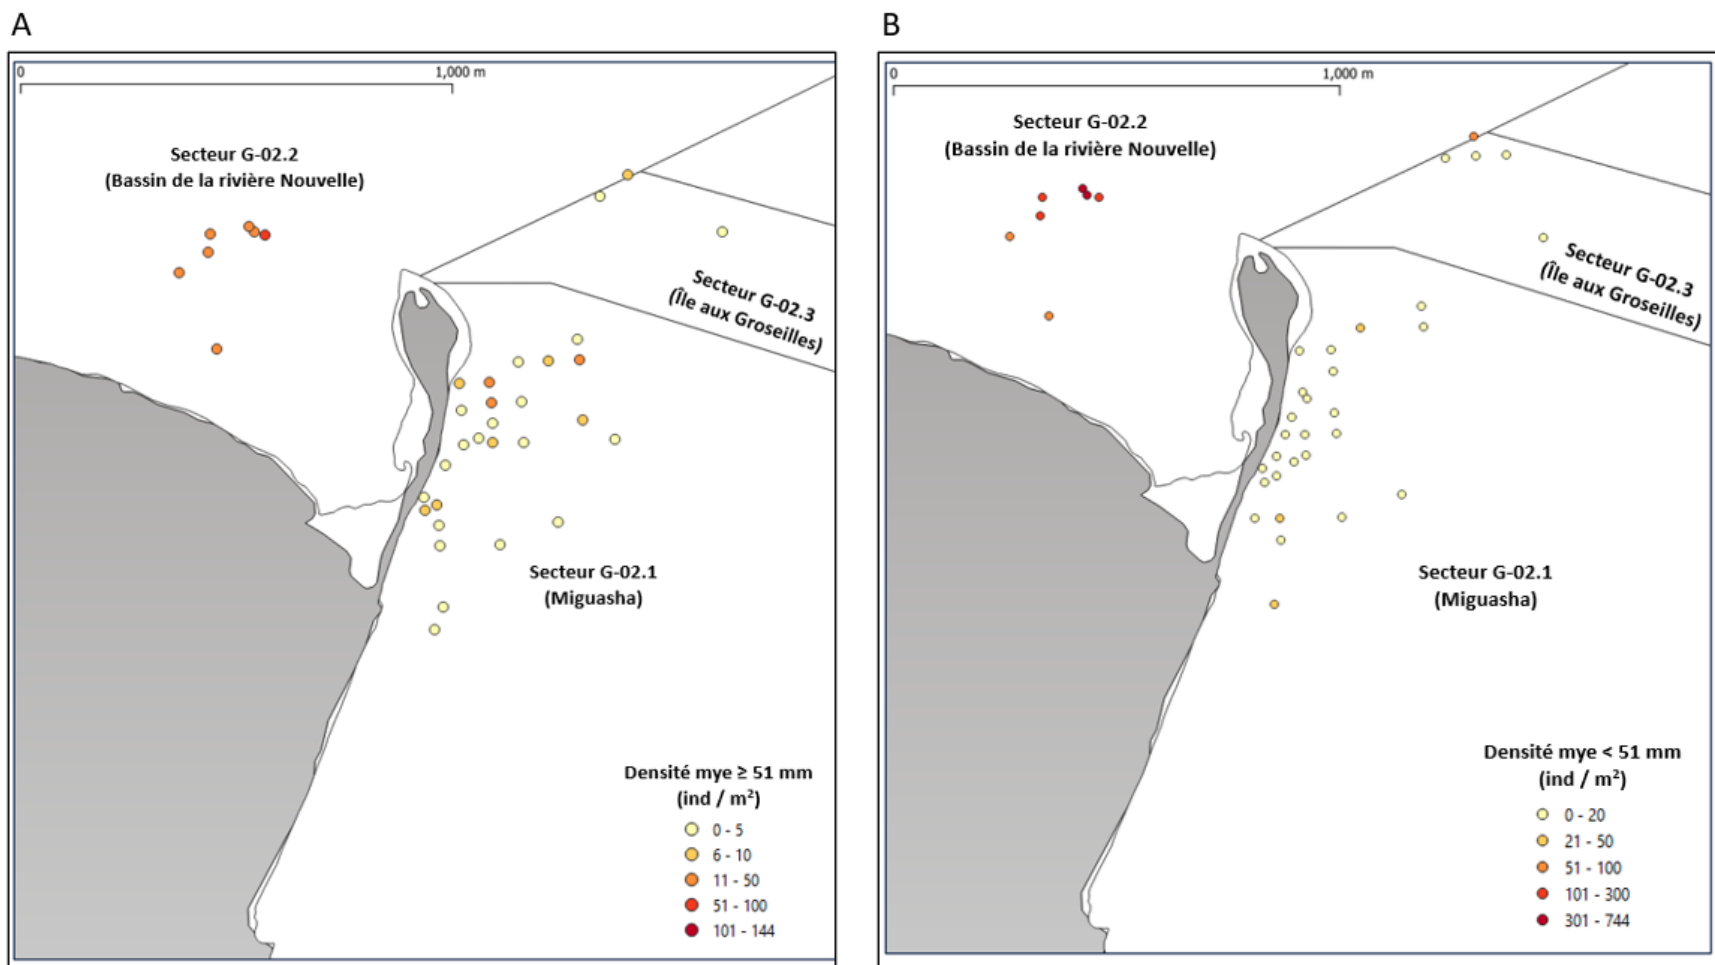 A
0
1,000 m
Secteur G-02.2
(Bassin de la rivière Nouvelle)
Secteur G-02.3
(Île aux Groseilles)
Secteur G-02.1
(Miguasha)
Densité mye ≥ 51 mm
(ind / m²)
0 - 5
6 - 10
11 - 50
51 - 100
101 - 144
B
0
1,000 m
Secteur G-02.2
(Bassin de la rivière Nouvelle)
Secteur G-02.3
(Île aux Groseilles)
Secteur G-02.1
(Miguasha)
Densité mye < 51 mm
(ind / m²)
0 - 20
21 - 50
51 - 100
101 - 300
301 - 744